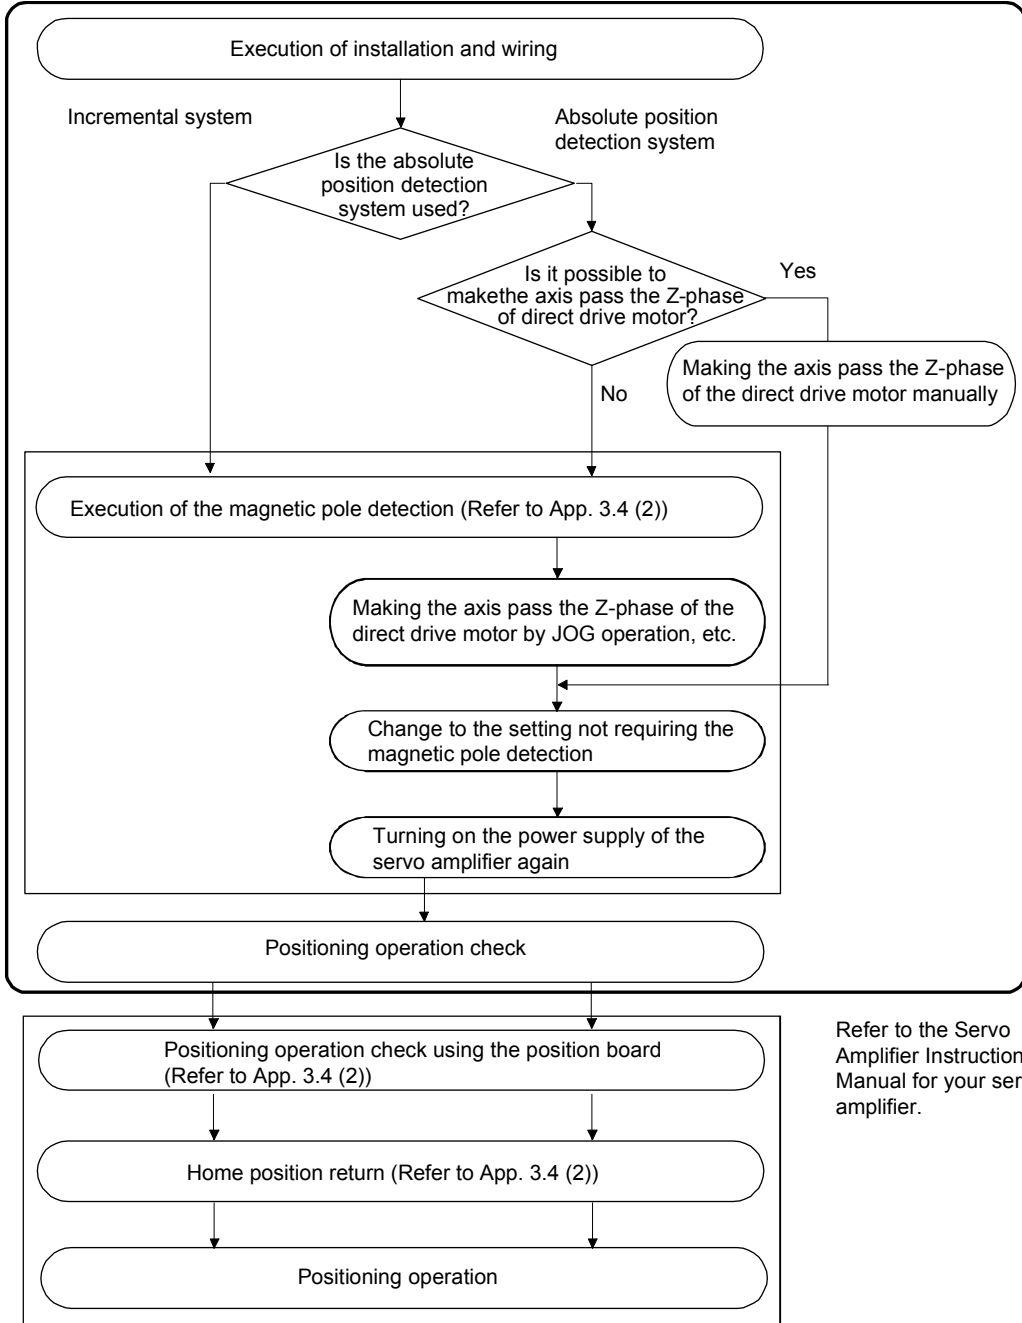 Execution of installation and wiring
Incremental system
Absolute position
detection system
Is the absolute
position detection
system used?
Is it possible to
makethe axis pass the Z-phase
of direct drive motor?
Yes
No
Making the axis pass the Z-phase
of the direct drive motor manually
Execution of the magnetic pole detection (Refer to App. 3.4 (2))
Making the axis pass the Z-phase of the
direct drive motor by JOG operation, etc.
Change to the setting not requiring the
magnetic pole detection
Turning on the power supply of the
servo amplifier again
Positioning operation check
Positioning operation check using the position board
(Refer to App. 3.4 (2))
Refer to the Servo
Amplifier Instruction
Manual for your ser
amplifier.
Home position return (Refer to App. 3.4 (2))
Positioning operation